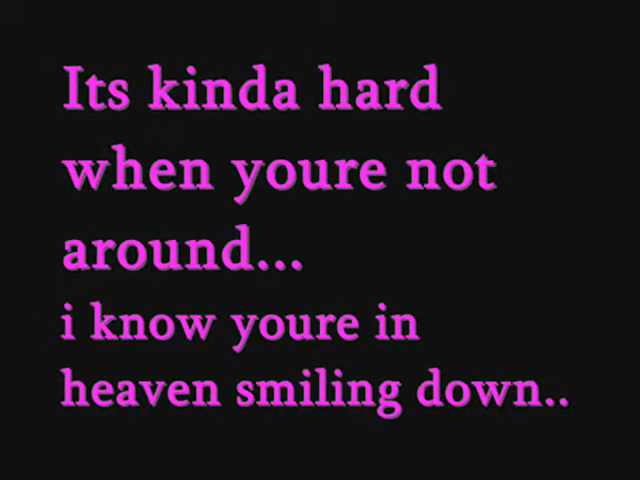 Its kinda hard
when youre not
around...
i know youre in
heaven smiling down..